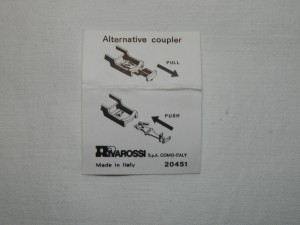 Alternative coupler
PULL
PUSH
RIVAROSSI S.p.A. COMO-ITALY
Made in Italy 20451